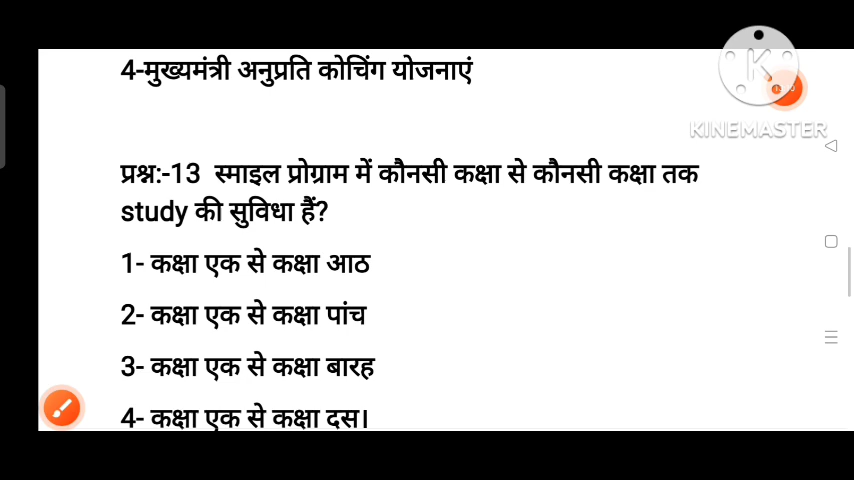 4-मुख्यमंत्री अनुप्रति कोचिंग योजनाएं
KINEMASTER
प्रश्न:-13 स्माइल प्रोग्राम में कौनसी कक्षा से कौनसी कक्षा तक
study की सुविधा हैं?
1- कक्षा एक से कक्षा आठ
2- कक्षा एक से कक्षा पांच
3- कक्षा एक से कक्षा बारह
4- कक्षा एक से कक्षा दस।